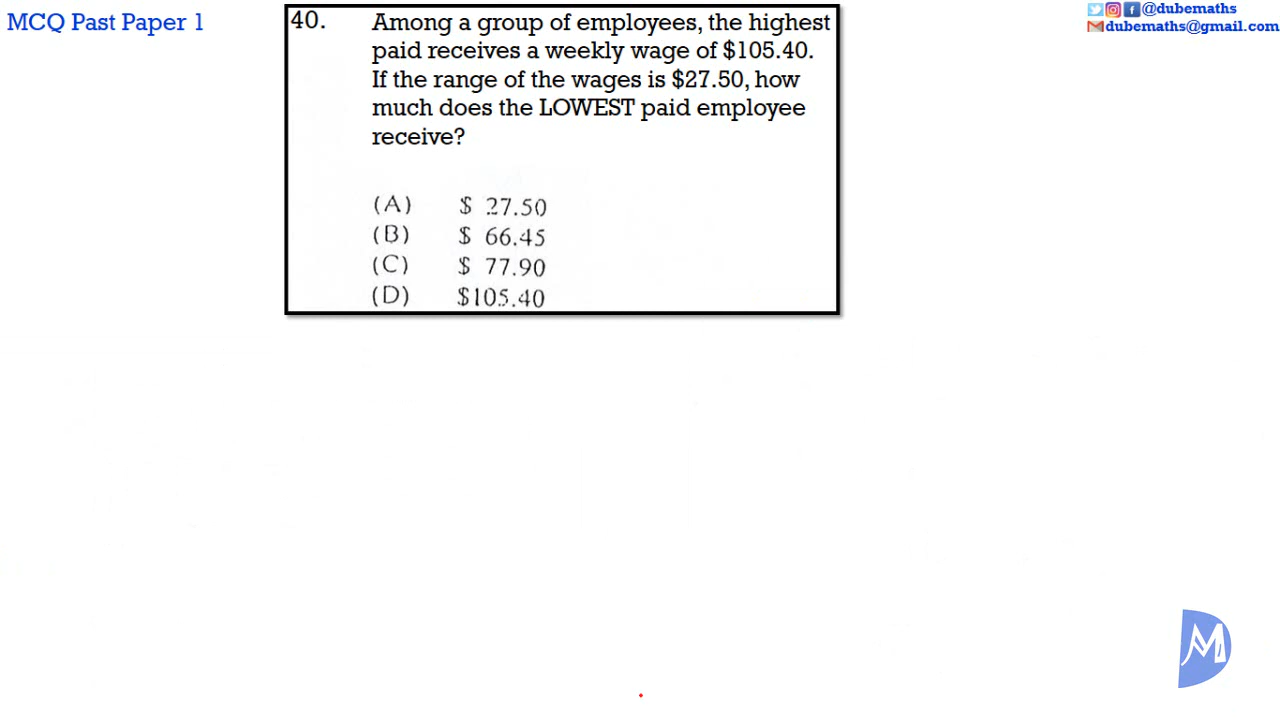 MCQ Past Paper 1
40. Among a group of employees, the highest
paid receives a weekly wage of $105.40.
If the range of the wages is $27.50, how
much does the LOWEST paid employee
receive?
(A) $ 27.50
(B) $ 66.45
(C) $ 77.90
(D) $105.40
@dubemaths
dubemaths@gmail.com
DM